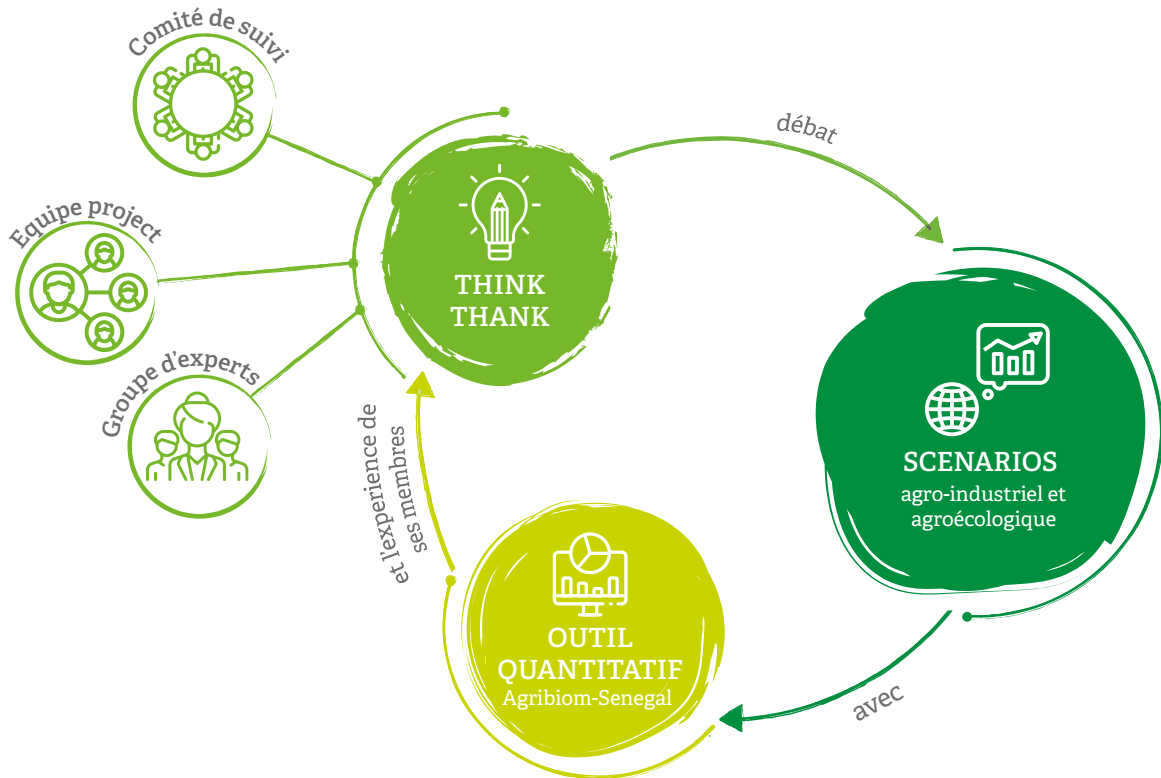 Comité de suivi
Equipe project
Groupe d'experts
THINK
THANK
débat
SCENARIOS
agro-industriel et
agroécologique
avec
OUTIL
QUANTITATIF
Agribiom-Senegal
et l'experience de
ses membres